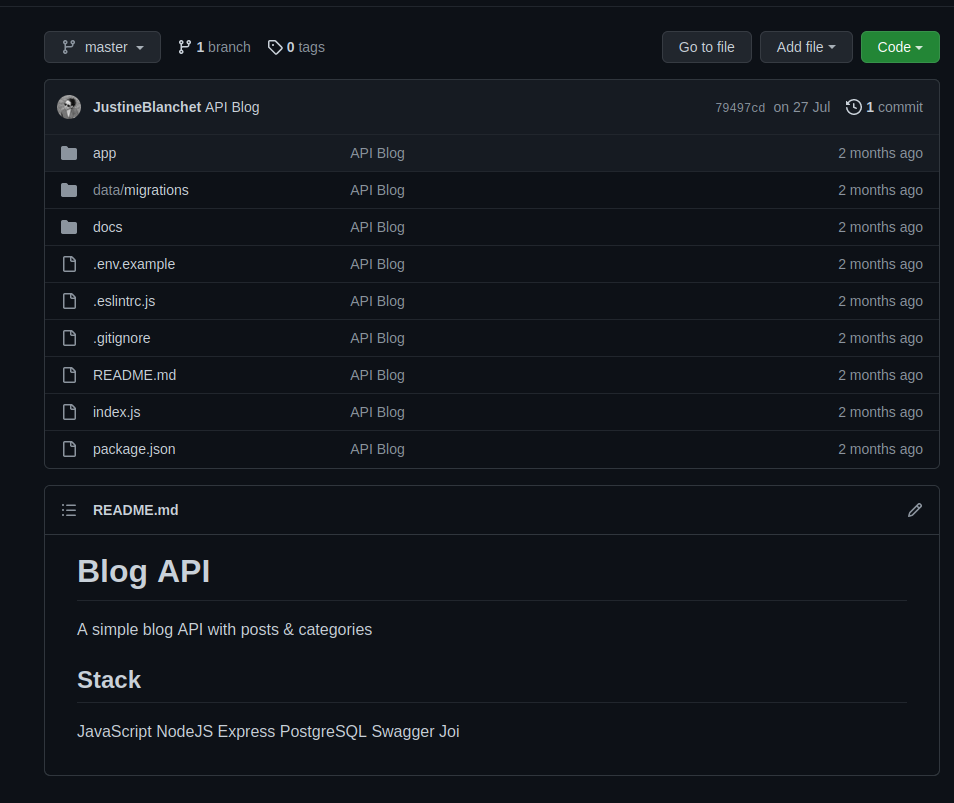 master 1 branch 0 tags Go to file Add file Code
JustineBlanchet API Blog 79497cd on 27 Jul 1 commit
app API Blog 2 months ago
data/migrations API Blog 2 months ago
docs API Blog 2 months ago
.env.example API Blog 2 months ago
.eslintrc.js API Blog 2 months ago
.gitignore API Blog 2 months ago
README.md API Blog 2 months ago
index.js API Blog 2 months ago
package.json API Blog 2 months ago
README.md
Blog API
A simple blog API with posts & categories
Stack
JavaScript NodeJS Express PostgreSQL Swagger Joi